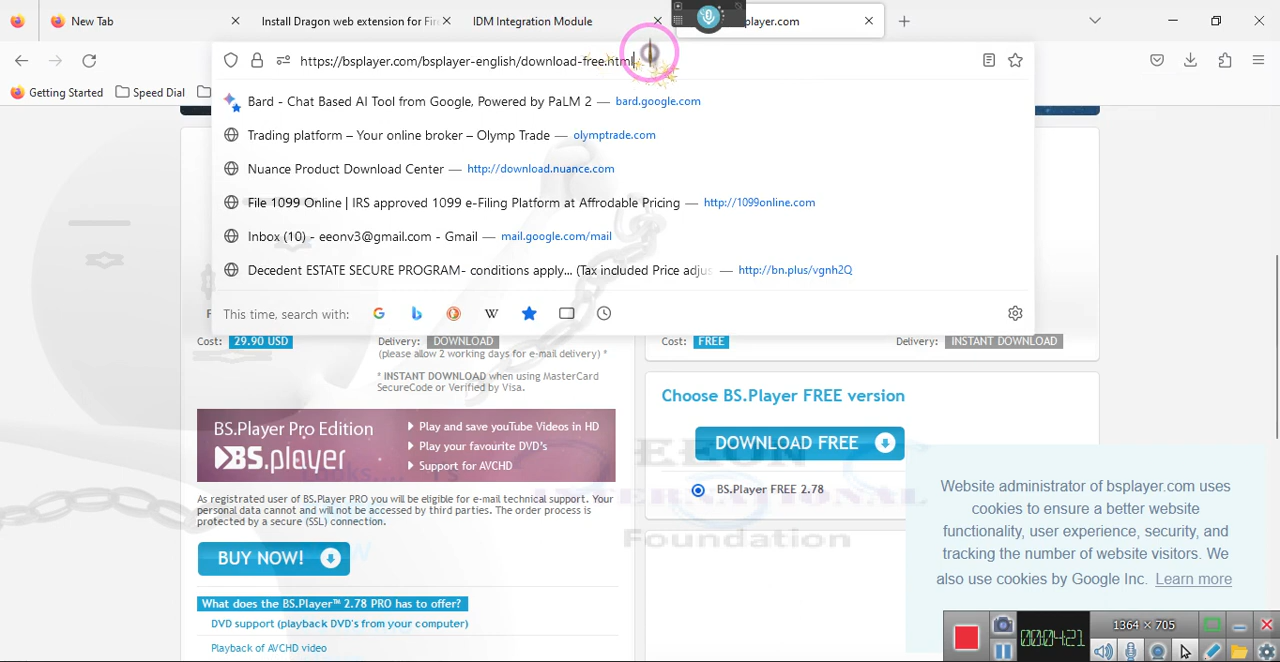 New Tab
Install Dragon web extension for Fire
IDM Integration Module
player.com
https://bsplayer.com/bsplayer-english/download-free.html
Getting Started
Speed Dial
Bard - Chat Based AI Tool from Google, Powered by PaLM 2 — bard.google.com
Trading platform – Your online broker – Olymp Trade — olymptrade.com
Nuance Product Download Center — http://download.nuance.com
File 1099 Online | IRS approved 1099 e-Filing Platform at Affrodable Pricing — http://1099online.com
Inbox (10) - eeonv3@gmail.com - Gmail — mail.google.com/mail
Decedent ESTATE SECURE PROGRAM- conditions apply... (Tax included Price adjus — http://bn.plus/vgnh2Q
This time, search with:
Cost: 29.90 USD
Delivery: DOWNLOAD
(please allow 2 working days for e-mail delivery) *
* INSTANT DOWNLOAD when using MasterCard
SecureCode or Verified by Visa.
Cost: FREE
Delivery: INSTANT DOWNLOAD
BS.Player Pro Edition
BS.player
Play and save youTube Videos in HD
Play your favourite DVD's
Support for AVCHD
As registrated user of BS.Player PRO you will be eligible for e-mail technical support. Your
personal data cannot and will not be accessed by third parties. The order process is
protected by a secure (SSL) connection.
BUY NOW!
What does the BS.Player™ 2.78 PRO has to offer?
DVD support (playback DVD's from your computer)
Playback of AVCHD video
Choose BS.Player FREE version
DOWNLOAD FREE
BS.Player FREE 2.78
EEON
INTERNATIONAL
Foundation
Website administrator of bsplayer.com uses
cookies to ensure a better website
functionality, user experience, security, and
tracking the number of website visitors. We
also use cookies by Google Inc. Learn more
00:04:21
1364 × 705